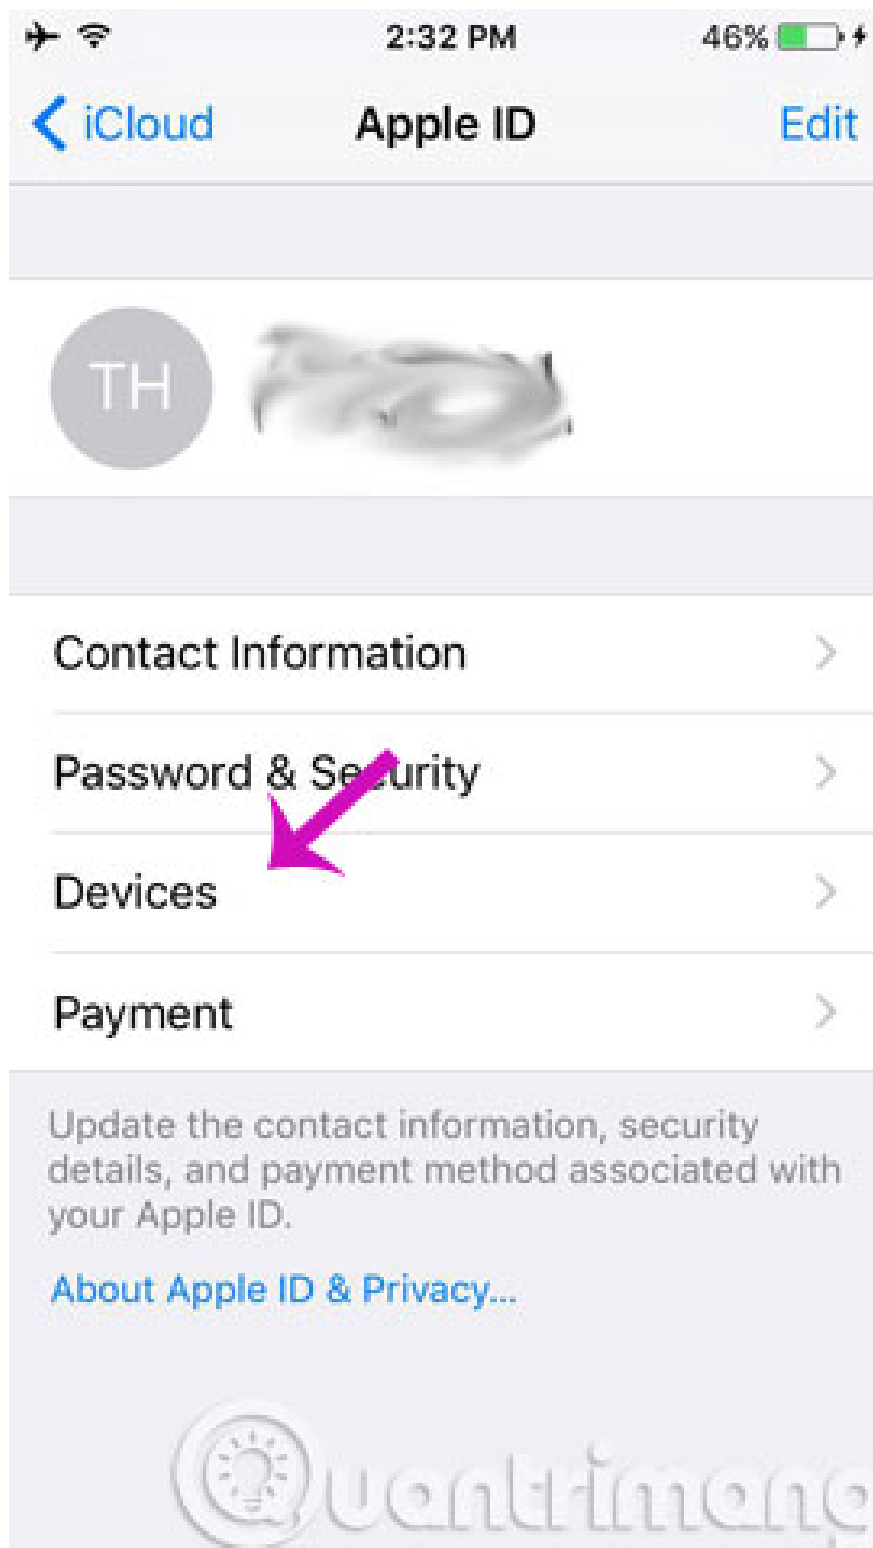 2:32 PM 46%
iCloud Apple ID Edit
TH
Contact Information
Password & Security
Devices
Payment
Update the contact information, security
details, and payment method associated with
your Apple ID.
About Apple ID & Privacy...
Quantrimang